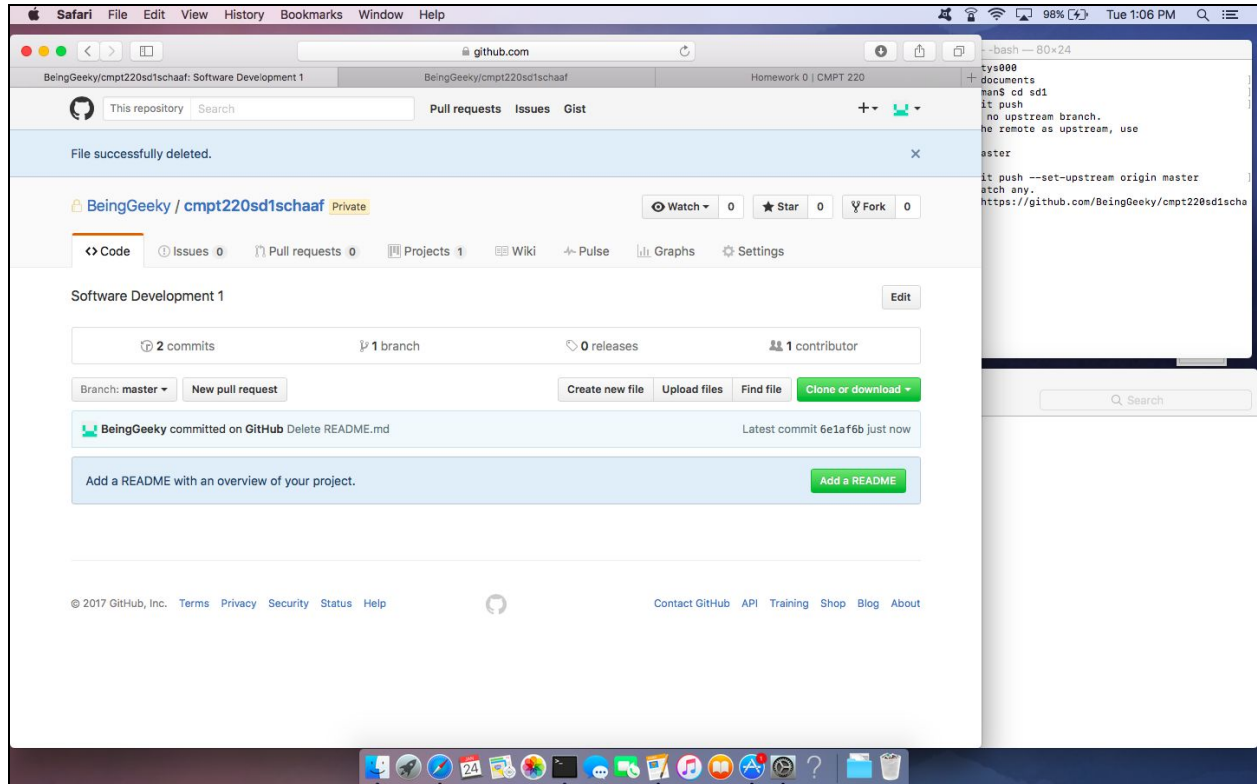 Safari File Edit View History Bookmarks Window Help 98% Tue 1:06 PM
github.com
-bash — 80×24
BeingGeeky/cmpt220sd1schaaf: Software Development 1 BeingGeeky/cmpt220sd1schaaf Homework 0 | CMPT 220 +
This repository Search Pull requests Issues Gist
File successfully deleted.
BeingGeeky / cmpt220sd1schaaf Private Watch 0 Star 0 Fork 0
Code Issues 0 Pull requests 0 Projects 1 Wiki Pulse Graphs Settings
Software Development 1 Edit
2 commits 1 branch 0 releases 1 contributor
Branch: master New pull request Create new file Upload files Find file Clone or download
BeingGeeky committed on GitHub Delete README.md Latest commit 6e1af6b just now
Add a README with an overview of your project. Add a README
© 2017 GitHub, Inc. Terms Privacy Security Status Help Contact GitHub API Training Shop Blog About
tys000
documents
man$ cd sd1
it push
no upstream branch.
he remote as upstream, use
aster
it push --set-upstream origin master
atch any.
https://github.com/BeingGeeky/cmpt220sd1scha
Search
24